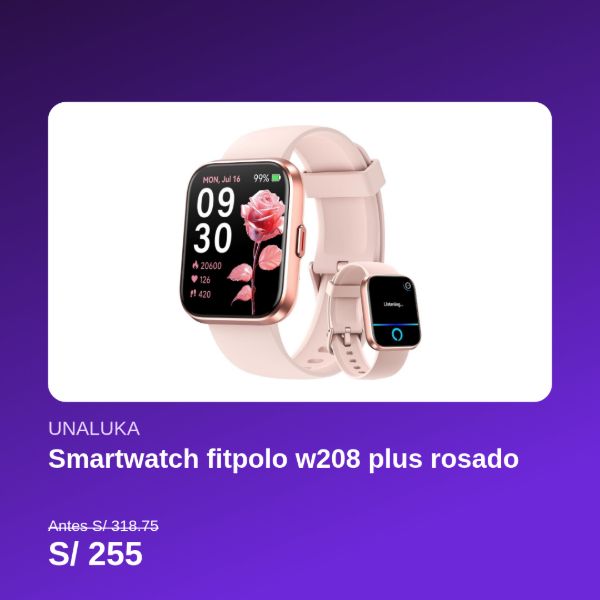 MON, Jul 16 99%
09
30
20600
126
420
Listening...
UNALUKA
Smartwatch fitpolo w208 plus rosado
Antes S/ 318.75
S/ 255